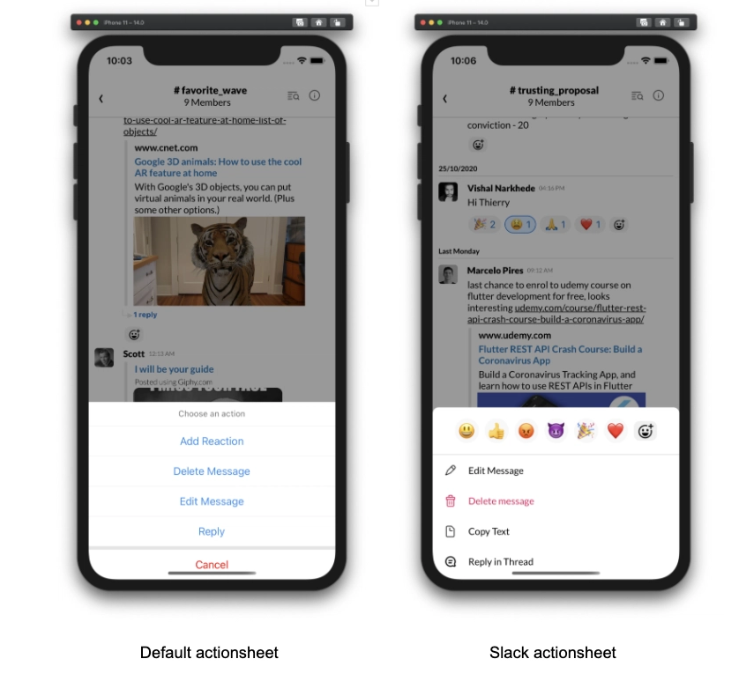 iPhone 11 – 14.0
10:03
# favorite_wave
9 Members
to-use-cool-ar-feature-at-home-list-of-
objects/
www.cnet.com
Google 3D animals: How to use the cool
AR feature at home
With Google's 3D objects, you can put
virtual animals in your real world. (Plus
some other options.)
1 reply
Scott 12:13 AM
I will be your guide
Posted using Giphy.com
Choose an action
Add Reaction
Delete Message
Edit Message
Reply
Cancel
Default actionsheet
iPhone 11 – 14.0
10:06
# trusting_proposal
9 Members
conviction - 20
25/10/2020
Vishal Narkhede 04:16 PM
Hi Thierry
2
1
1
1
Last Monday
Marcelo Pires 09:12 AM
last chance to enrol to udemy course on
flutter development for free, looks
interesting udemy.com/course/flutter-rest-
api-crash-course-build-a-coronavirus-app/
www.udemy.com
Flutter REST API Crash Course: Build a
Coronavirus App
Build a Coronavirus Tracking App, and
learn how to use REST APIs in Flutter
Edit Message
Delete message
Copy Text
Reply in Thread
Slack actionsheet